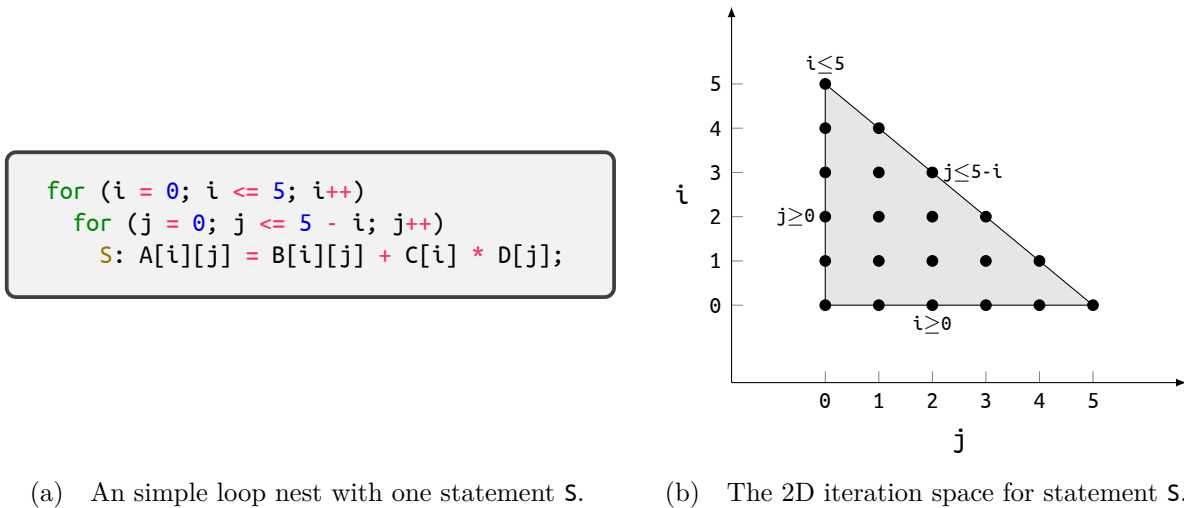 for (i = 0; i <= 5; i++)
for (j = 0; j <= 5 - i; j++)
S: A[i][j] = B[i][j] + C[i] * D[j];
(a) An simple loop nest with one statement S.
i≤5
5
4
3
2
1
0
i
j≤5-i
j≥0
i≥0
0 1 2 3 4 5
j
(b) The 2D iteration space for statement S.